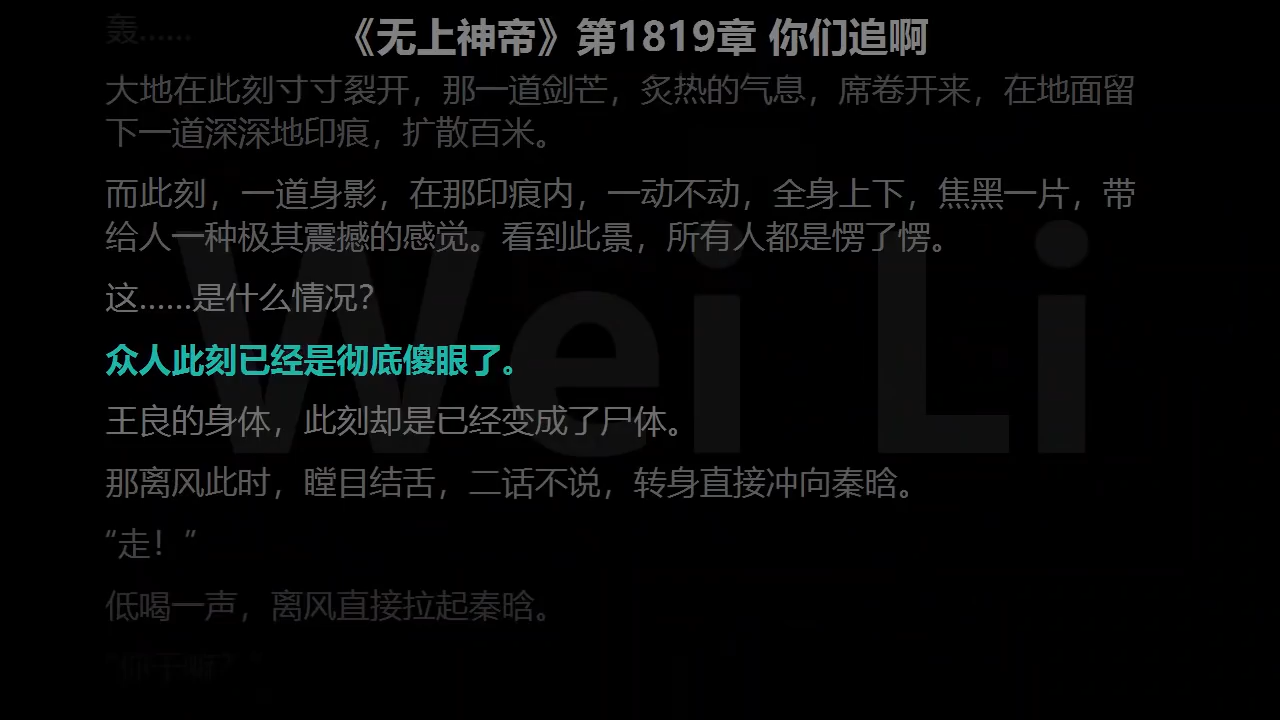 轰……
《无上神帝》第1819章 你们追啊
大地在此刻寸寸裂开，那一道剑芒，炙热的气息，席卷开来，在地面留
下一道深深地印痕，扩散百米。
而此刻，一道身影，在那印痕内，一动不动，全身上下，焦黑一片，带
给人一种极其震撼的感觉。看到此景，所有人都是愣了愣。
这……是什么情况？
众人此刻已经是彻底傻眼了。
王良的身体，此刻却是已经变成了尸体。
那离风此时，瞠目结舌，二话不说，转身直接冲向秦晗。
“走！”
低喝一声，离风直接拉起秦晗。
“你干嘛？”
Wei Li